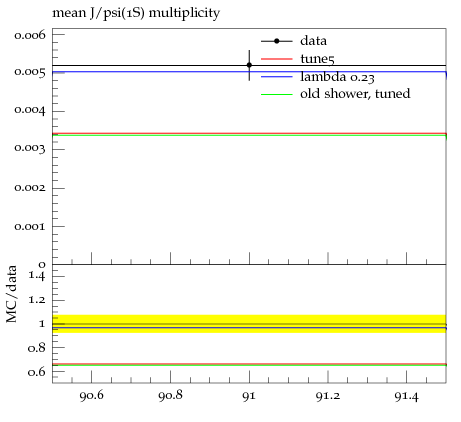 mean J/psi(1S) multiplicity
0.006
0.005
0.004
0.003
0.002
0.001
0
data
tune5
lambda 0.23
old shower, tuned
MC/data
1.4
1.2
1
0.8
0.6
90.6 90.8 91 91.2 91.4